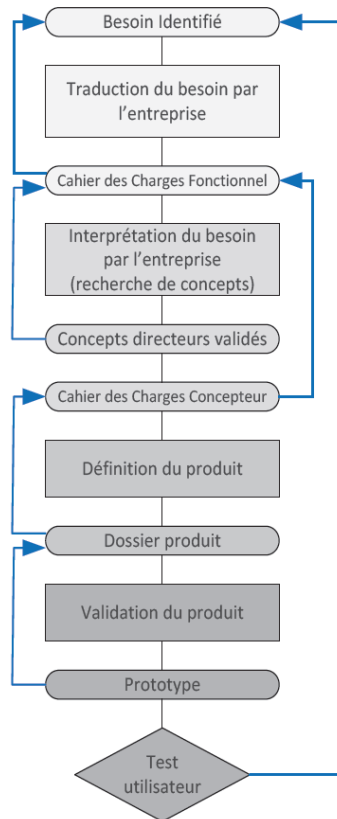 Besoin Identifié
Traduction du besoin par
l’entreprise
Cahier des Charges Fonctionnel
Interprétation du besoin
par l’entreprise
(recherche de concepts)
Concepts directeurs validés
Cahier des Charges Concepteur
Définition du produit
Dossier produit
Validation du produit
Prototype
Test
utilisateur